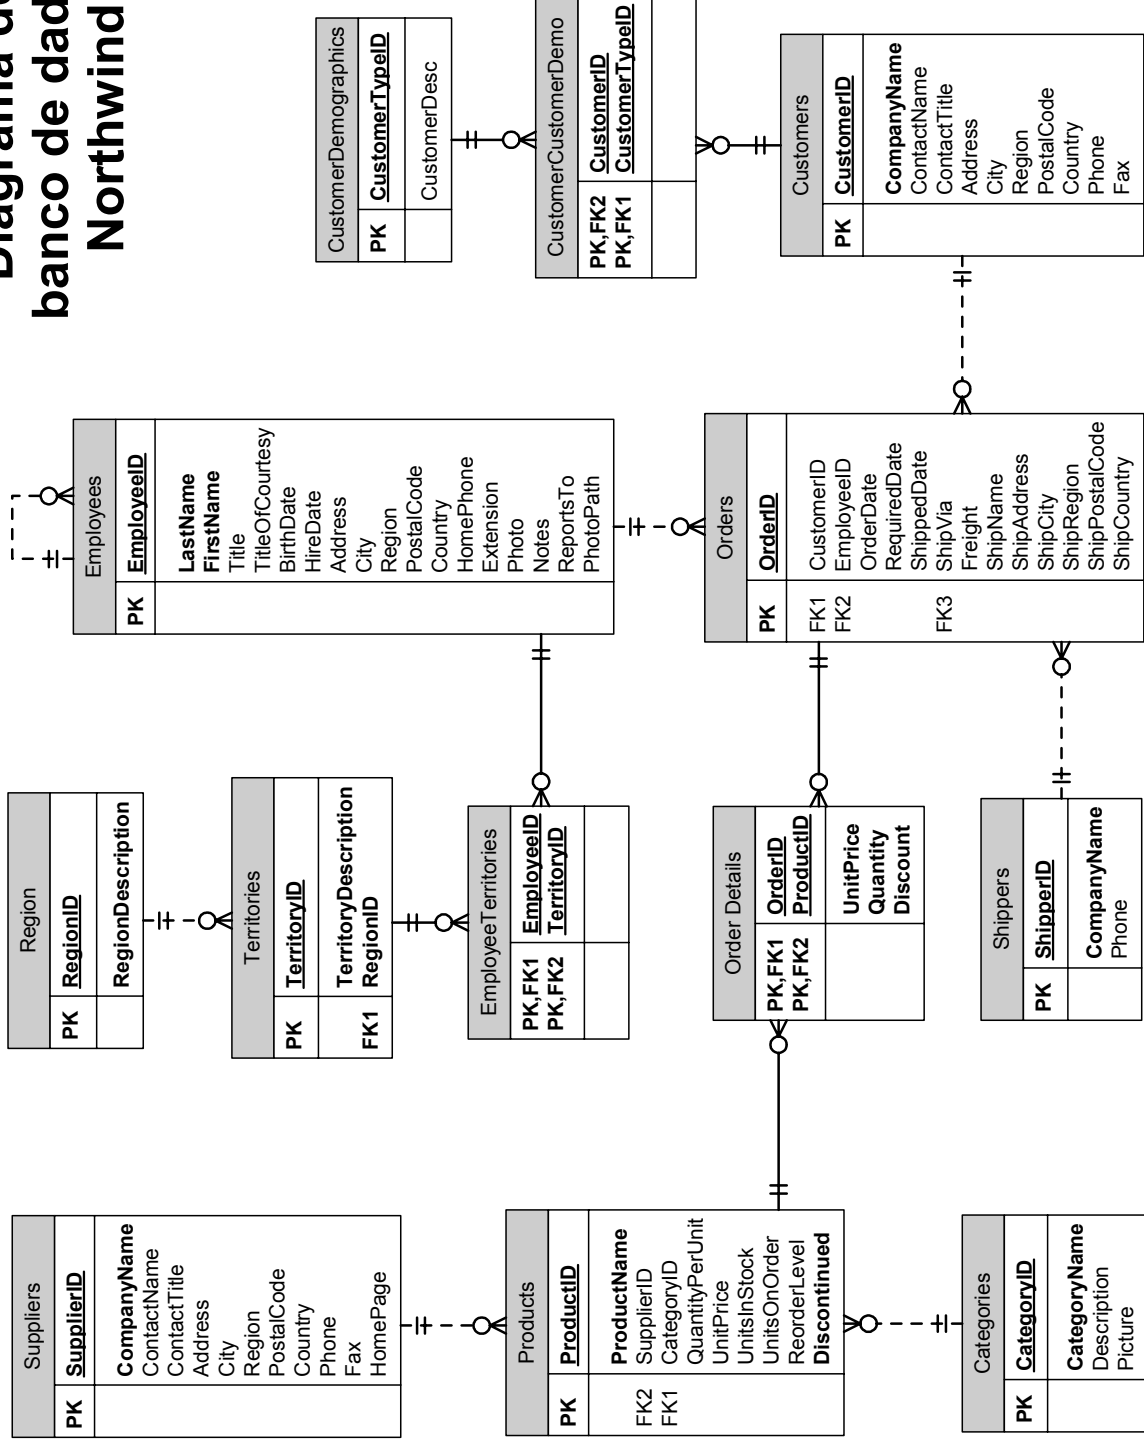 Diagrama de
banco de dad
Northwind
Suppliers
PK SupplierID
CompanyName
ContactName
ContactTitle
Address
City
Region
PostalCode
Country
Phone
Fax
HomePage
Region
PK RegionID
RegionDescription
Territories
PK TerritoryID
TerritoryDescription
FK1 RegionID
EmployeeTerritories
PK,FK1 EmployeeID
PK,FK2 TerritoryID
Employees
PK EmployeeID
LastName
FirstName
Title
TitleOfCourtesy
BirthDate
HireDate
Address
City
Region
PostalCode
Country
HomePhone
Extension
Photo
Notes
ReportsTo
PhotoPath
CustomerDemographics
PK CustomerTypeID
CustomerDesc
CustomerCustomerDemo
PK,FK2 CustomerID
PK,FK1 CustomerTypeID
Products
PK ProductID
ProductName
FK2 SupplierID
FK1 CategoryID
QuantityPerUnit
UnitPrice
UnitsInStock
UnitsOnOrder
ReorderLevel
Discontinued
Order Details
PK,FK1 OrderID
PK,FK2 ProductID
UnitPrice
Quantity
Discount
Orders
PK OrderID
FK1 CustomerID
FK2 EmployeeID
OrderDate
RequiredDate
ShippedDate
FK3 ShipVia
Freight
ShipName
ShipAddress
ShipCity
ShipRegion
ShipPostalCode
ShipCountry
Customers
PK CustomerID
CompanyName
ContactName
ContactTitle
Address
City
Region
PostalCode
Country
Phone
Fax
Categories
PK CategoryID
CategoryName
Description
Picture
Shippers
PK ShipperID
CompanyName
Phone